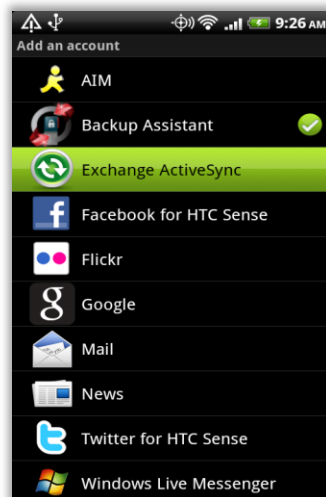 9:26 AM
Add an account
AIM
Backup Assistant
Exchange ActiveSync
Facebook for HTC Sense
Flickr
Google
Mail
News
Twitter for HTC Sense
Windows Live Messenger